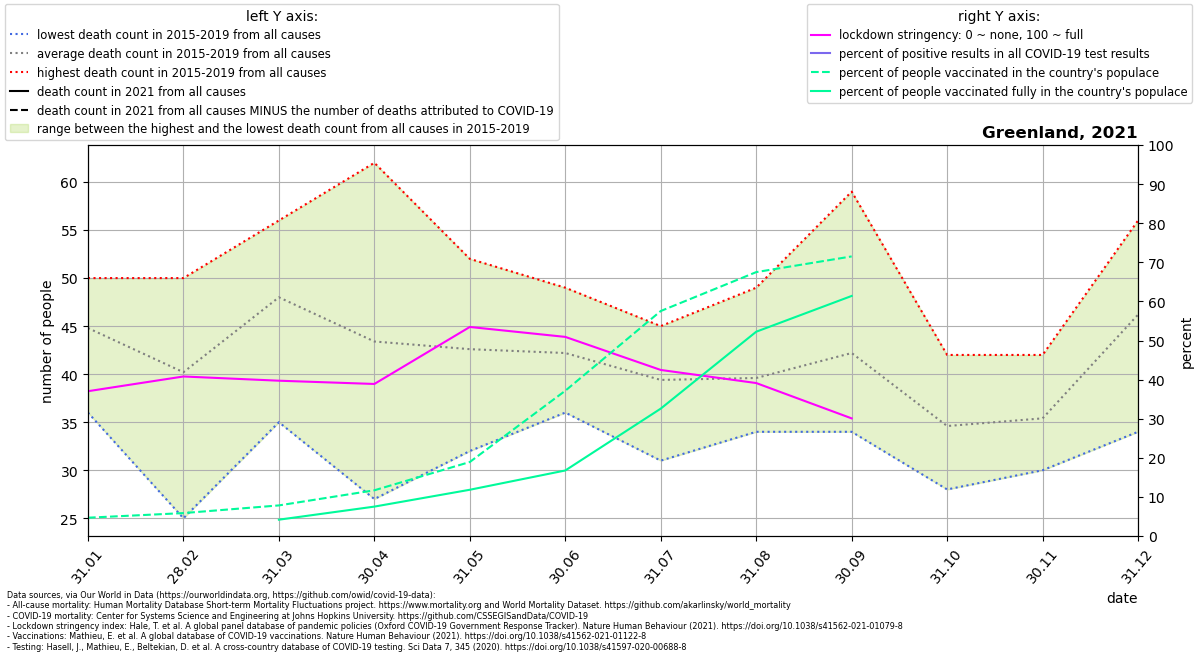 left Y axis:
lowest death count in 2015-2019 from all causes
average death count in 2015-2019 from all causes
highest death count in 2015-2019 from all causes
death count in 2021 from all causes
death count in 2021 from all causes MINUS the number of deaths attributed to COVID-19
range between the highest and the lowest death count from all causes in 2015-2019
right Y axis:
lockdown stringency: 0 ~ none, 100 ~ full
percent of positive results in all COVID-19 test results
percent of people vaccinated in the country's populace
percent of people vaccinated fully in the country's populace
Greenland, 2021
number of people
60
55
50
45
40
35
30
25
100
90
80
70
60
50
40
30
20
10
0
percent
31.01
28.02
31.03
30.04
31.05
30.06
31.07
31.08
30.09
31.10
30.11
31.12
date
Data sources, via Our World in Data (https://ourworldindata.org, https://github.com/owid/covid-19-data):
- All-cause mortality: Human Mortality Database Short-term Mortality Fluctuations project. https://www.mortality.org and World Mortality Dataset. https://github.com/akarlinsky/world_mortality
- COVID-19 mortality: Center for Systems Science and Engineering at Johns Hopkins University. https://github.com/CSSEGISandData/COVID-19
- Lockdown stringency index: Hale, T. et al. A global panel database of pandemic policies (Oxford COVID-19 Government Response Tracker). Nature Human Behaviour (2021). https://doi.org/10.1038/s41562-021-01079-8
- Vaccinations: Mathieu, E. et al. A global database of COVID-19 vaccinations. Nature Human Behaviour (2021). https://doi.org/10.1038/s41562-021-01122-8
- Testing: Hasell, J., Mathieu, E., Beltekian, D. et al. A cross-country database of COVID-19 testing. Sci Data 7, 345 (2020). https://doi.org/10.1038/s41597-020-00688-8